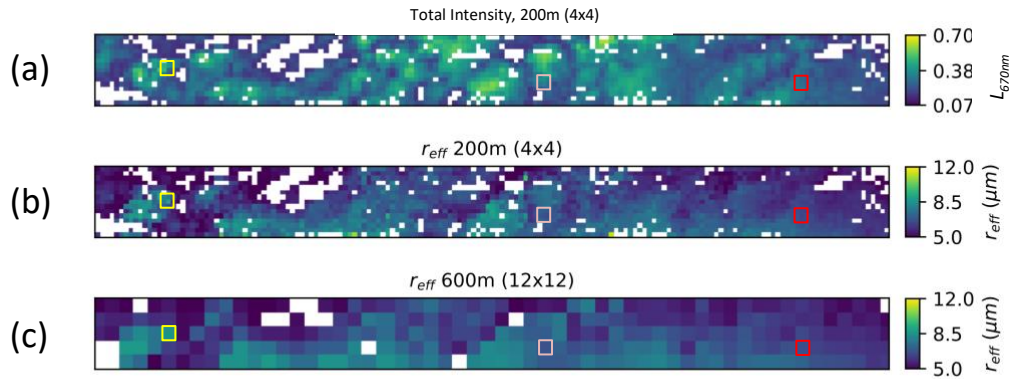 Total Intensity, 200m (4x4)
(a)
0.70
0.38
0.07
L670nm
reff 200m (4x4)
(b)
12.0
8.5
5.0
reff (μm)
reff 600m (12x12)
(c)
12.0
8.5
5.0
reff (μm)